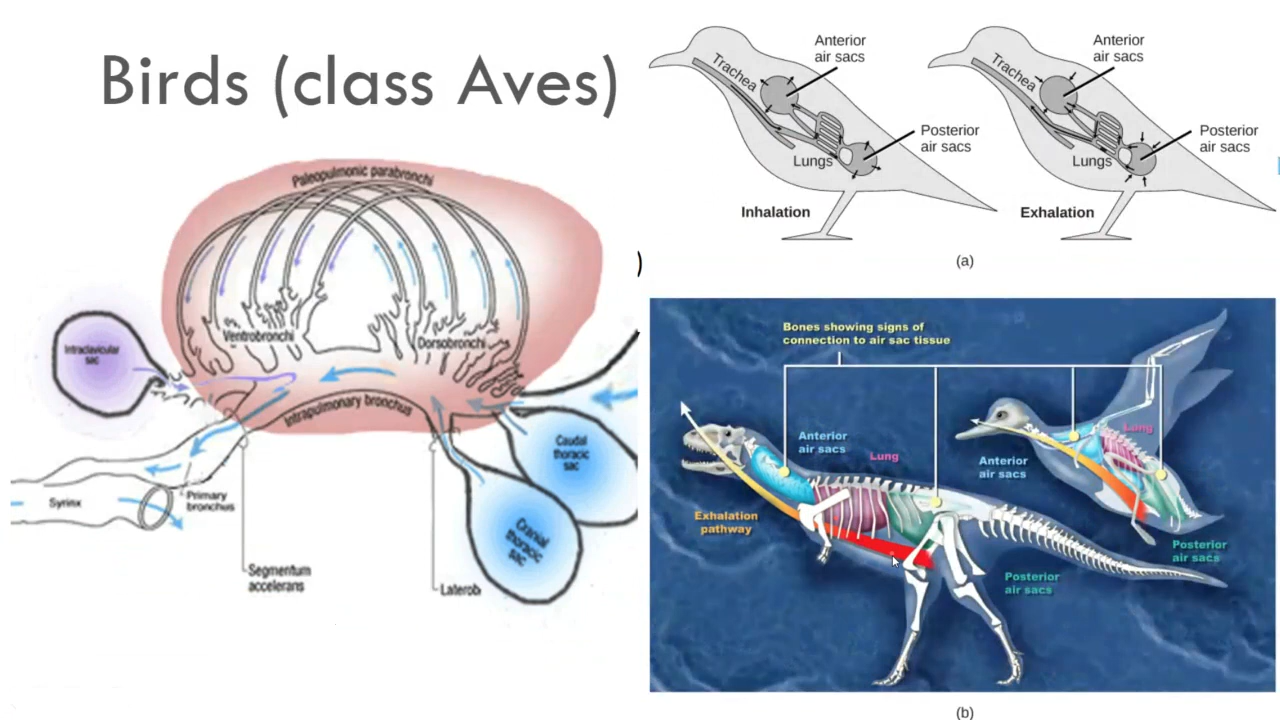 Birds (class Aves)
Paleopulmonic parabronchi
Ventrobronchi
Dorsobronchi
Intraclavicular
sac
Intrapulmonary bronchus
Caudal
thoracic
sac
Cranial
thoracic
sac
Syrinx
Primary
bronchus
Segmentum
accelerans
Laterob
)
Anterior
air sacs
Trachea
Posterior
air sacs
Lungs
Inhalation
Anterior
air sacs
Trachea
Posterior
air sacs
Lungs
Exhalation
(a)
Bones showing signs of
connection to air sac tissue
Anterior
air sacs
Lung
Exhalation
pathway
Posterior
air sacs
Lung
Anterior
air sacs
Posterior
air sacs
(b)